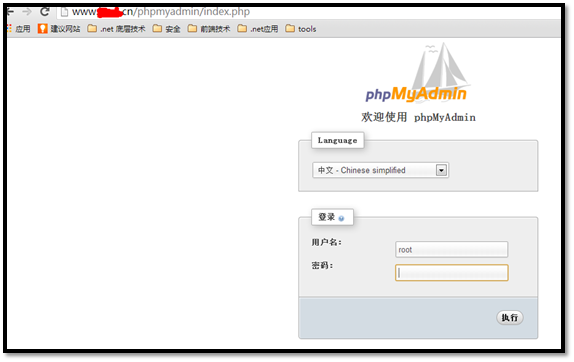 www.cn/phpmyadmin/index.php
应用 建议网站 .net 底层技术 安全 前端技术 .net应用 tools
phpMyAdmin
欢迎使用 phpMyAdmin
Language
中文 - Chinese simplified
登录
用户名:
root
密码:
执行